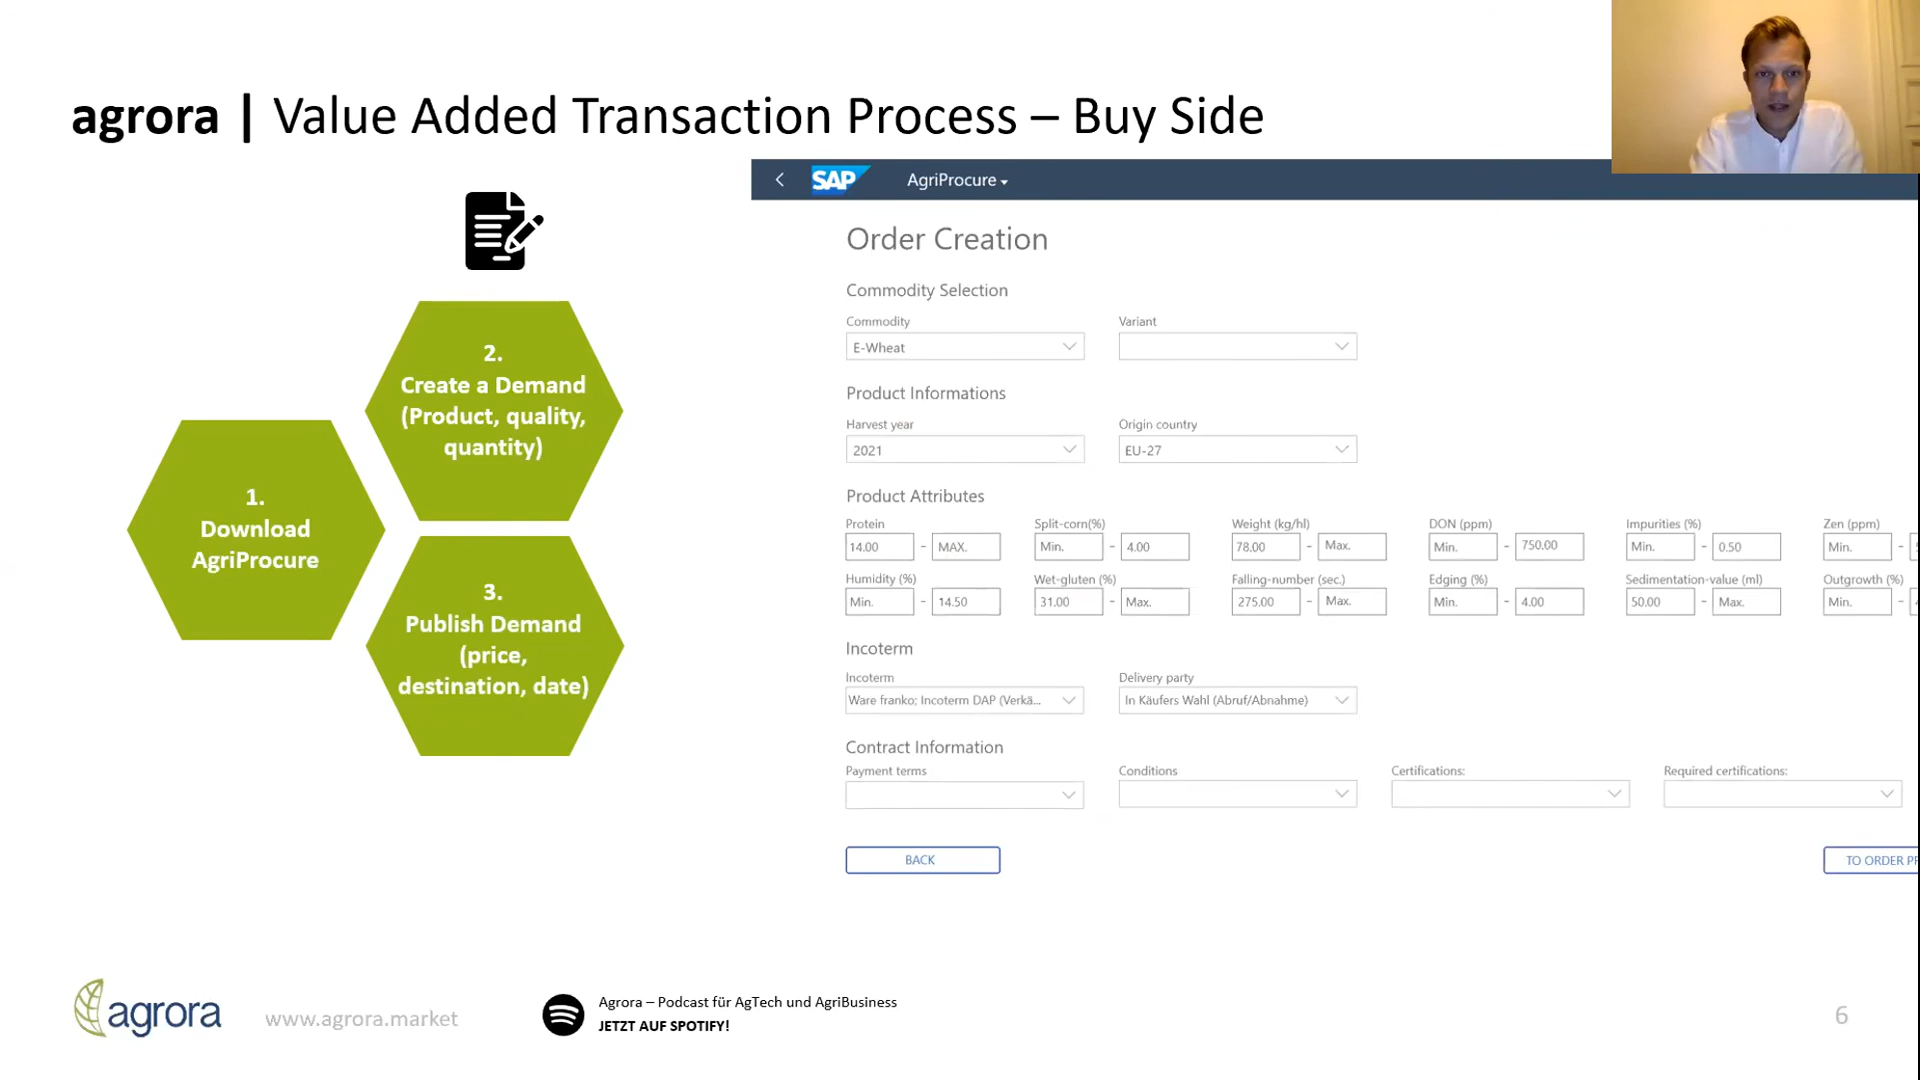 agrora | Value Added Transaction Process – Buy Side
SAP AgriProcure
2.
Create a Demand
(Product, quality,
quantity)
1.
Download
AgriProcure
3.
Publish Demand
(price,
destination, date)
Order Creation
Commodity Selection
Commodity Variant
E-Wheat
Product Informations
Harvest year Origin country
2021 EU-27
Product Attributes
Protein Split-corn(%) Weight (kg/hl) DON (ppm) Impurities (%) Zen (ppm)
14.00 - MAX. Min. - 4.00 78.00 - Max. Min. - 750.00 Min. - 0.50 Min. -
Humidity (%) Wet-gluten (%) Falling-number (sec.) Edging (%) Sedimentation-value (ml) Outgrowth (%)
Min. - 14.50 31.00 - Max. 275.00 - Max. Min. - 4.00 50.00 - Max. Min. -
Incoterm
Incoterm Delivery party
Ware franko; Incoterm DAP (Verkä... In Käufers Wahl (Abruf/Abnahme)
Contract Information
Payment terms Conditions Certifications: Required certifications:
BACK TO ORDER
agrora
www.agrora.market
Agrora – Podcast für AgTech und AgriBusiness
JETZT AUF SPOTIFY!
6